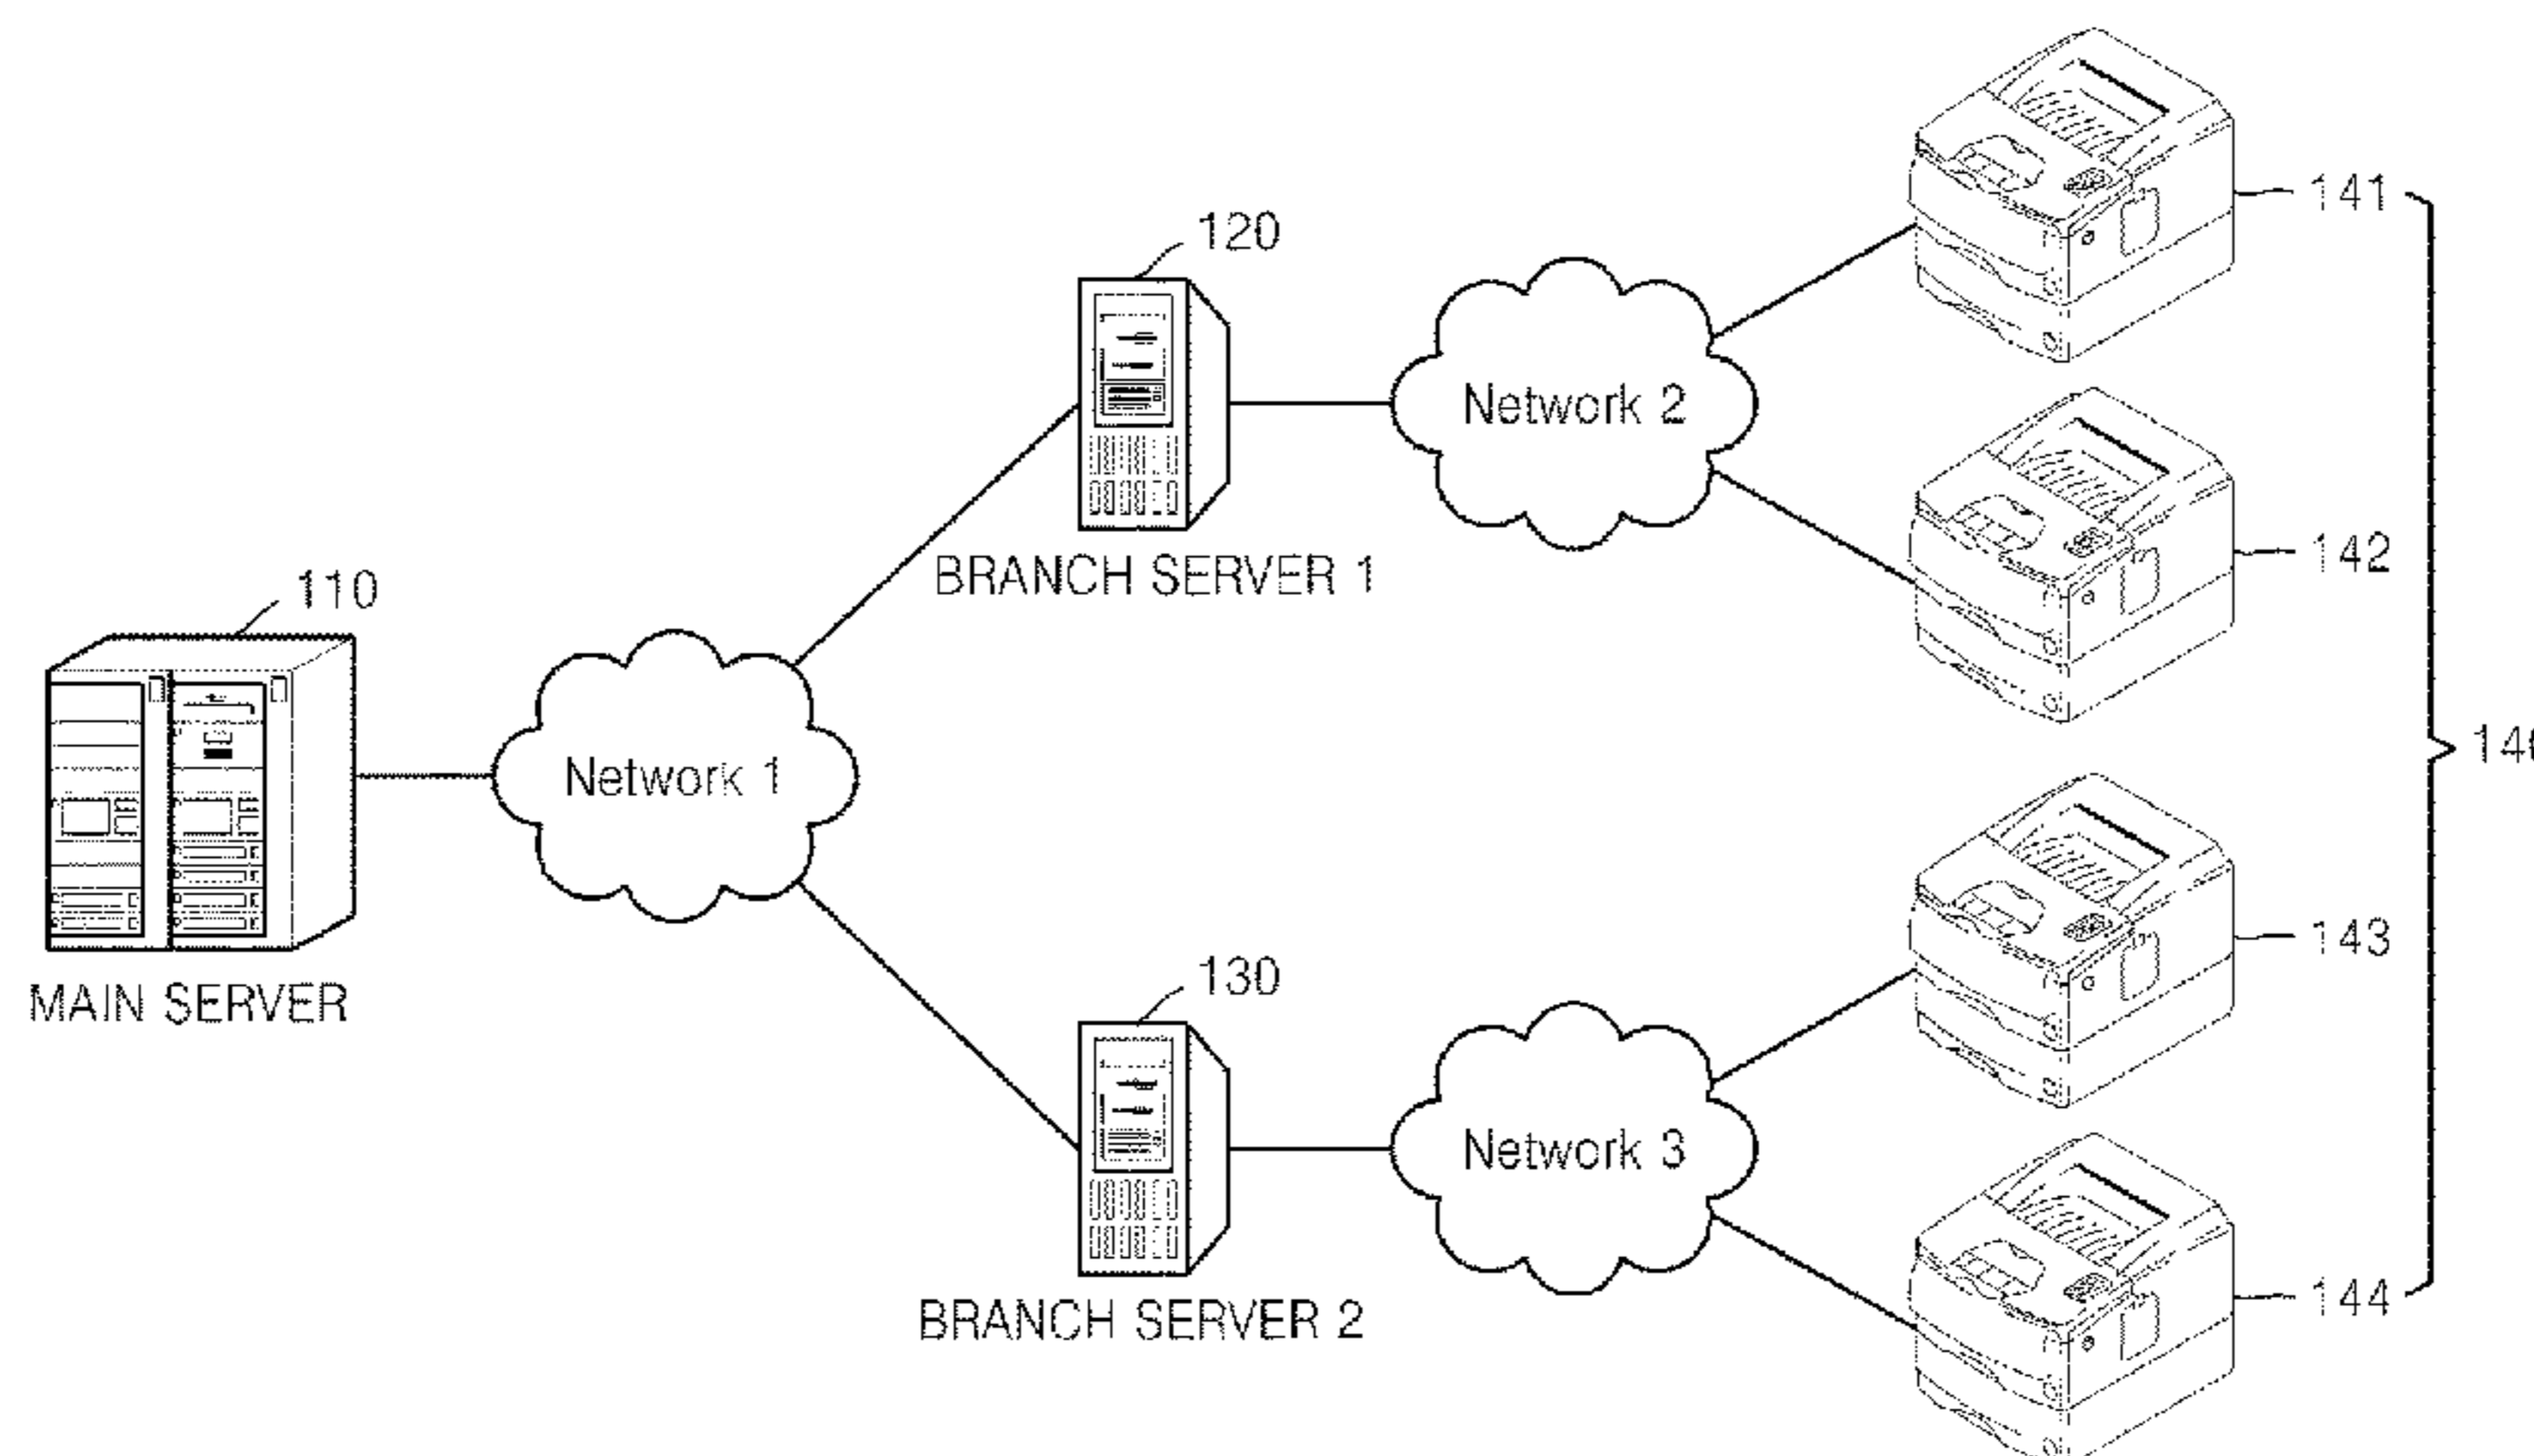 141
120
Network 2
142
BRANCH SERVER 1
110
Network 1
143
130
MAIN SERVER
Network 3
144
BRANCH SERVER 2